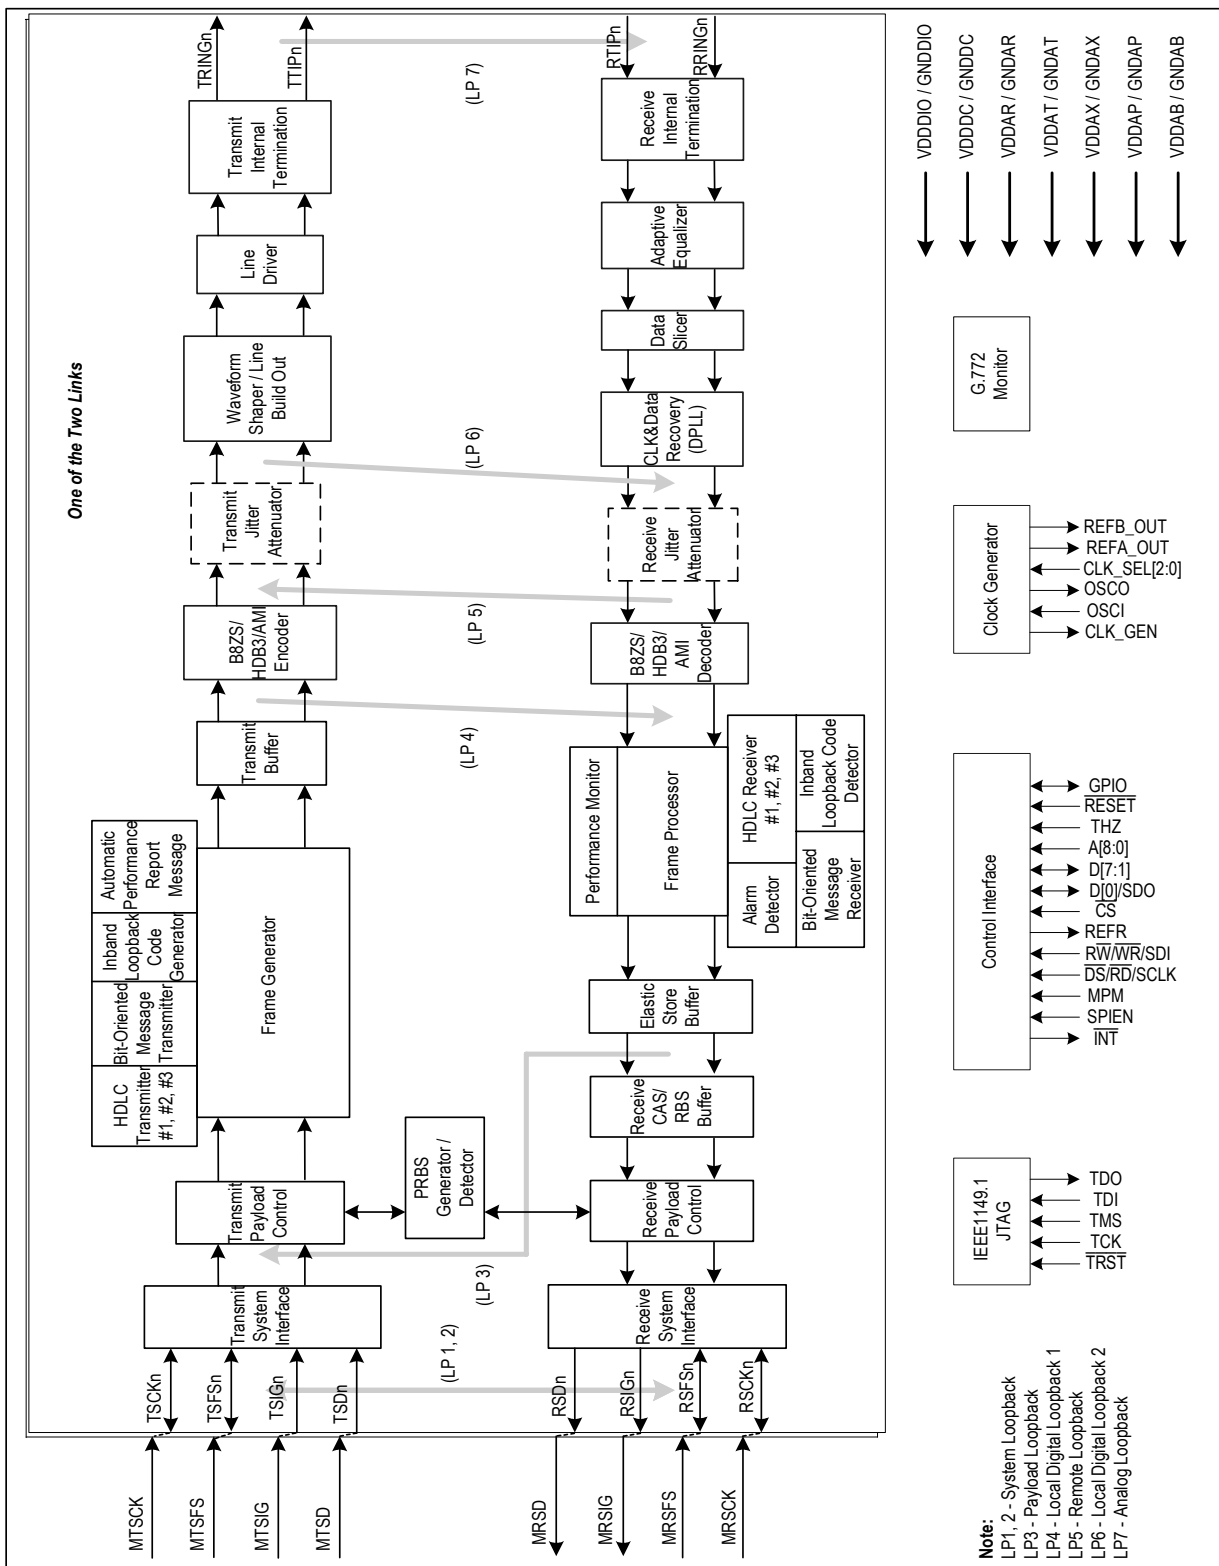 One of the Two Links
TRINGn
TTIPn
Transmit
Internal
Termination
Line
Driver
Waveform
Shaper / Line
Build Out
Transmit
Jitter
Attenuator
B8ZS/
HDB3/AMI
Encoder
Transmit
Buffer
Automatic
Performance
Report
Message
Inband
Loopback
Code
Generator
Bit-Oriented
Message
Transmitter
HDLC
Transmitter
#1, #2, #3
Frame Generator
Transmit
Payload
Control
Transmit
System
Interface
TSCKn
TSFSn
TSIGn
TSDn
MTSCK
MTSFS
MTSIG
MTSD
(LP 7)
(LP 6)
(LP 5)
(LP 4)
(LP 3)
(LP 1, 2)
PRBS
Generator /
Detector
RTIPn
RRINGn
Receive
Internal
Termination
Adaptive
Equalizer
Data
Slicer
CLK&Data
Recovery
(DPLL)
Receive
Jitter
Attenuator
B8ZS/
HDB3/
AMI
Decoder
Performance Monitor
Frame Processor
HDLC Receiver
#1, #2, #3
Inband
Loopback Code
Detector
Alarm
Detector
Bit-Oriented
Message
Receiver
Elastic
Store
Buffer
Receive
CAS/
RBS
Buffer
Receive
Payload
Control
Receive
System
Interface
RSDn
RSIGn
RSFSn
RSCKn
MRSD
MRSIG
MRSFS
MRSCK
VDDDIO / GNDDIO
VDDDC / GNDDC
VDDAR / GNDAR
VDDAT / GNDAT
VDDAX / GNDAX
VDDAP / GNDAP
VDDAB / GNDAB
G.772
Monitor
Clock Generator
REFB_OUT
REFA_OUT
CLK_SEL[2:0]
OSCO
OSCI
CLK_GEN
Control Interface
GPIO
RESET
THZ
A[8:0]
D[7:1]
D[0]/SDO
CS
REFR
RW/WR/SDI
DS/RD/SCLK
MPM
SPIEN
INT
IEEE1149.1
JTAG
TDO
TDI
TMS
TCK
TRST
Note:
LP1, 2 - System Loopback
LP3 - Payload Loopback
LP4 - Local Digital Loopback 1
LP5 - Remote Loopback
LP6 - Local Digital Loopback 2
LP7 - Analog Loopback